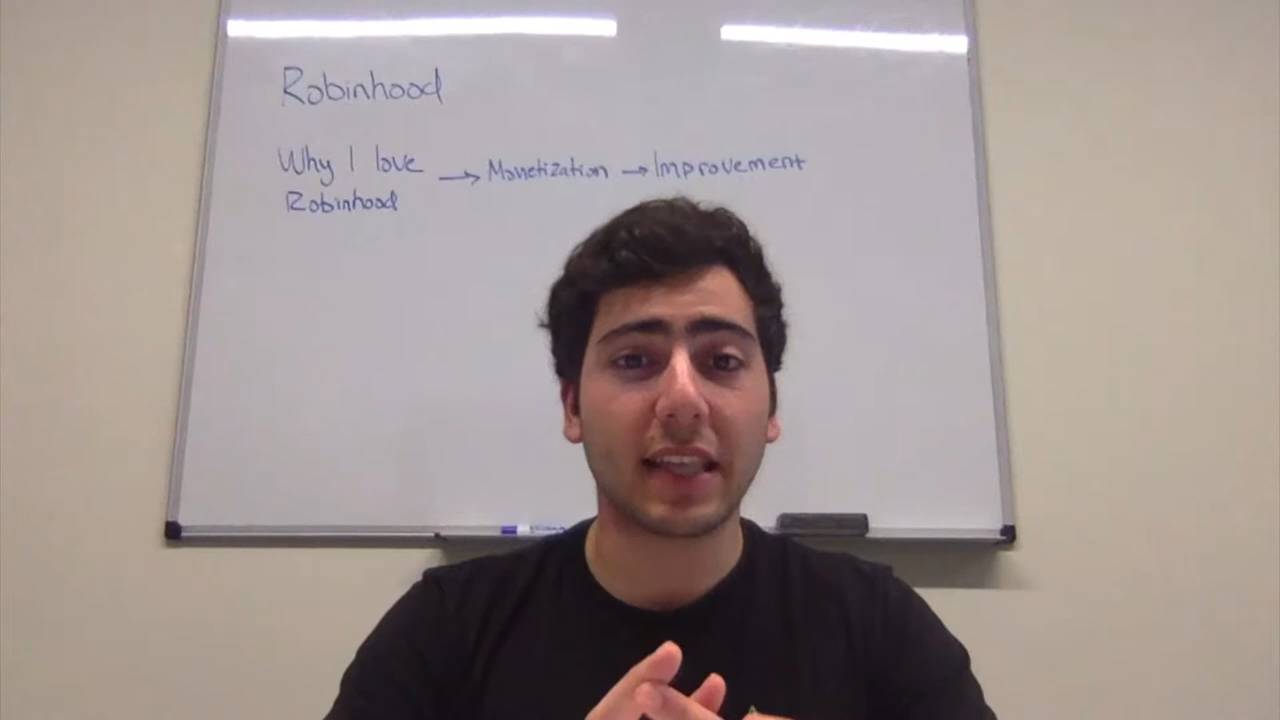 Robinhood
Why I love → Monetization → Improvement
Robinhood